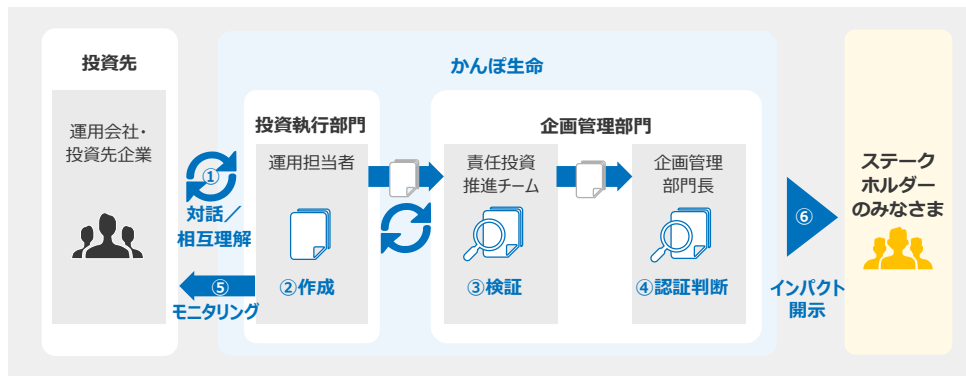 投資先
運用会社・
投資先企業
①
対話／
相互理解
⑤
モニタリング
かんぽ生命
投資執行部門
運用担当者
②作成
企画管理部門
責任投資
推進チーム
③検証
企画管理
部門長
④認証判断
⑥
インパクト
開示
ステーク
ホルダー
のみなさま